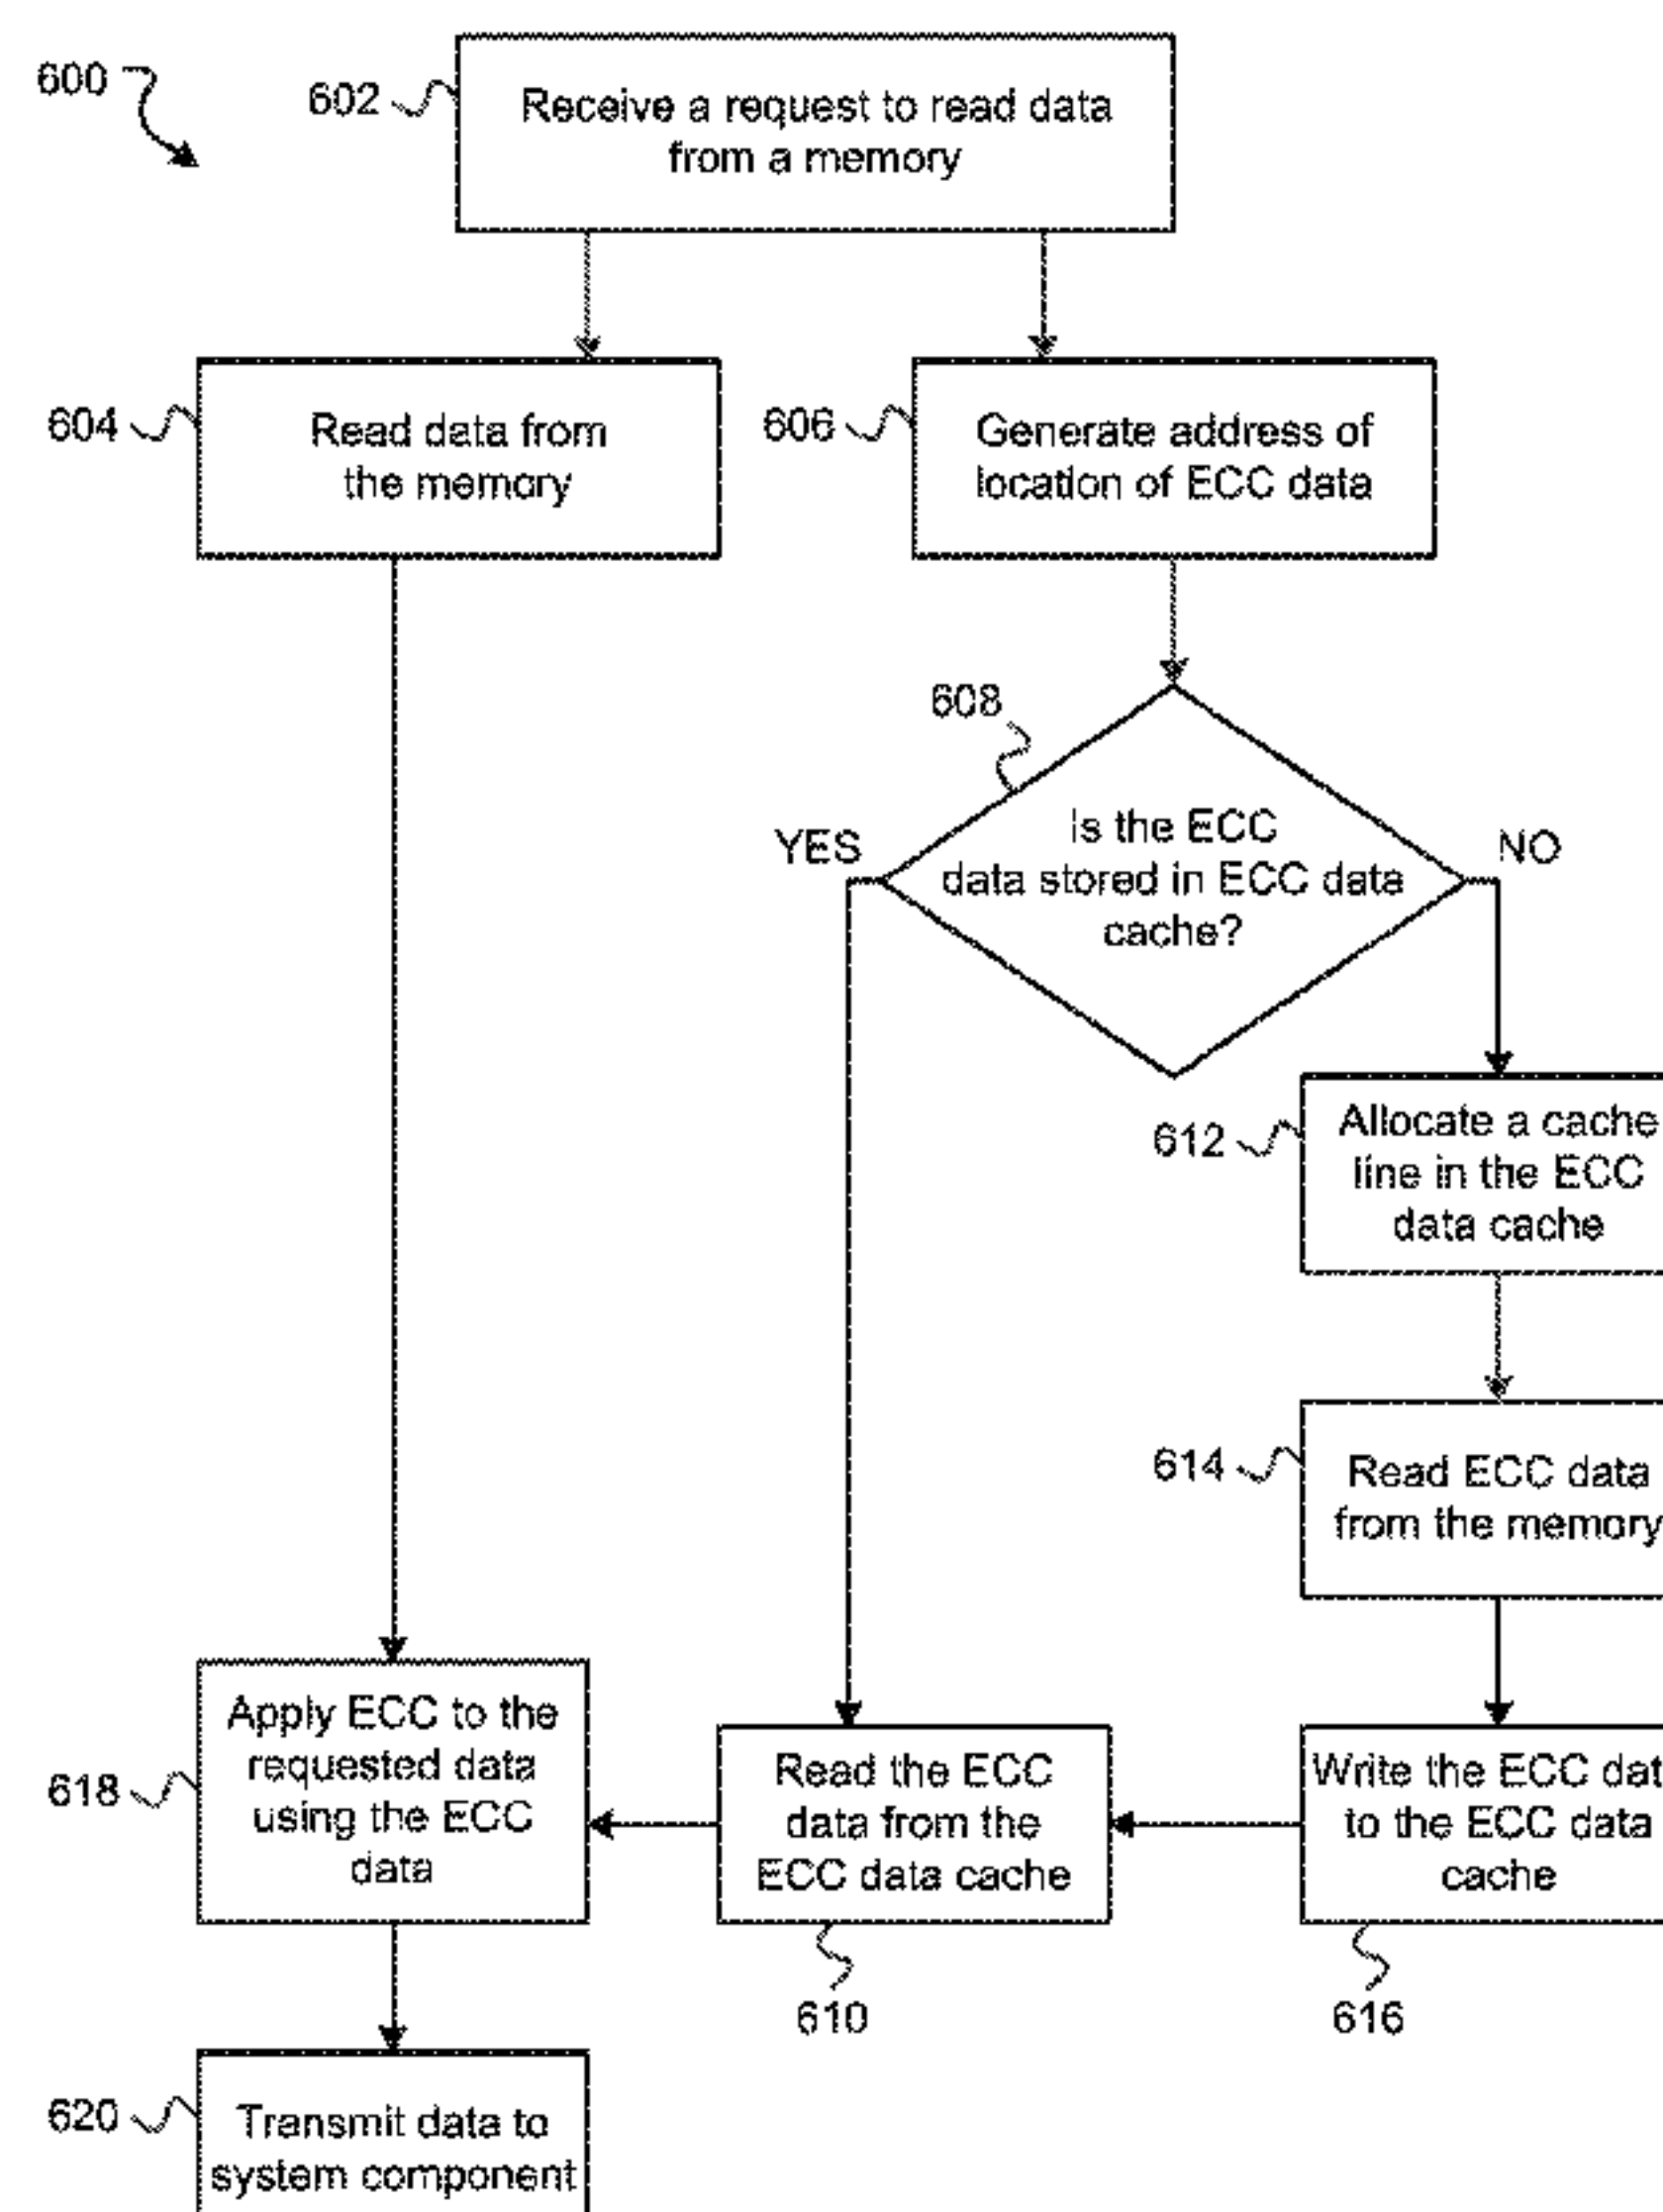 600
602
Receive a request to read data
from a memory
604
Read data from
the memory
606
Generate address of
location of ECC data
608
Is the ECC
data stored in ECC data
cache?
YES
NO
612
Allocate a cache
line in the ECC
data cache
614
Read ECC data
from the memory
618
Apply ECC to the
requested data
using the ECC
data
Read the ECC
data from the
ECC data cache
610
Write the ECC dat
to the ECC data
cache
616
620
Transmit data to
system component